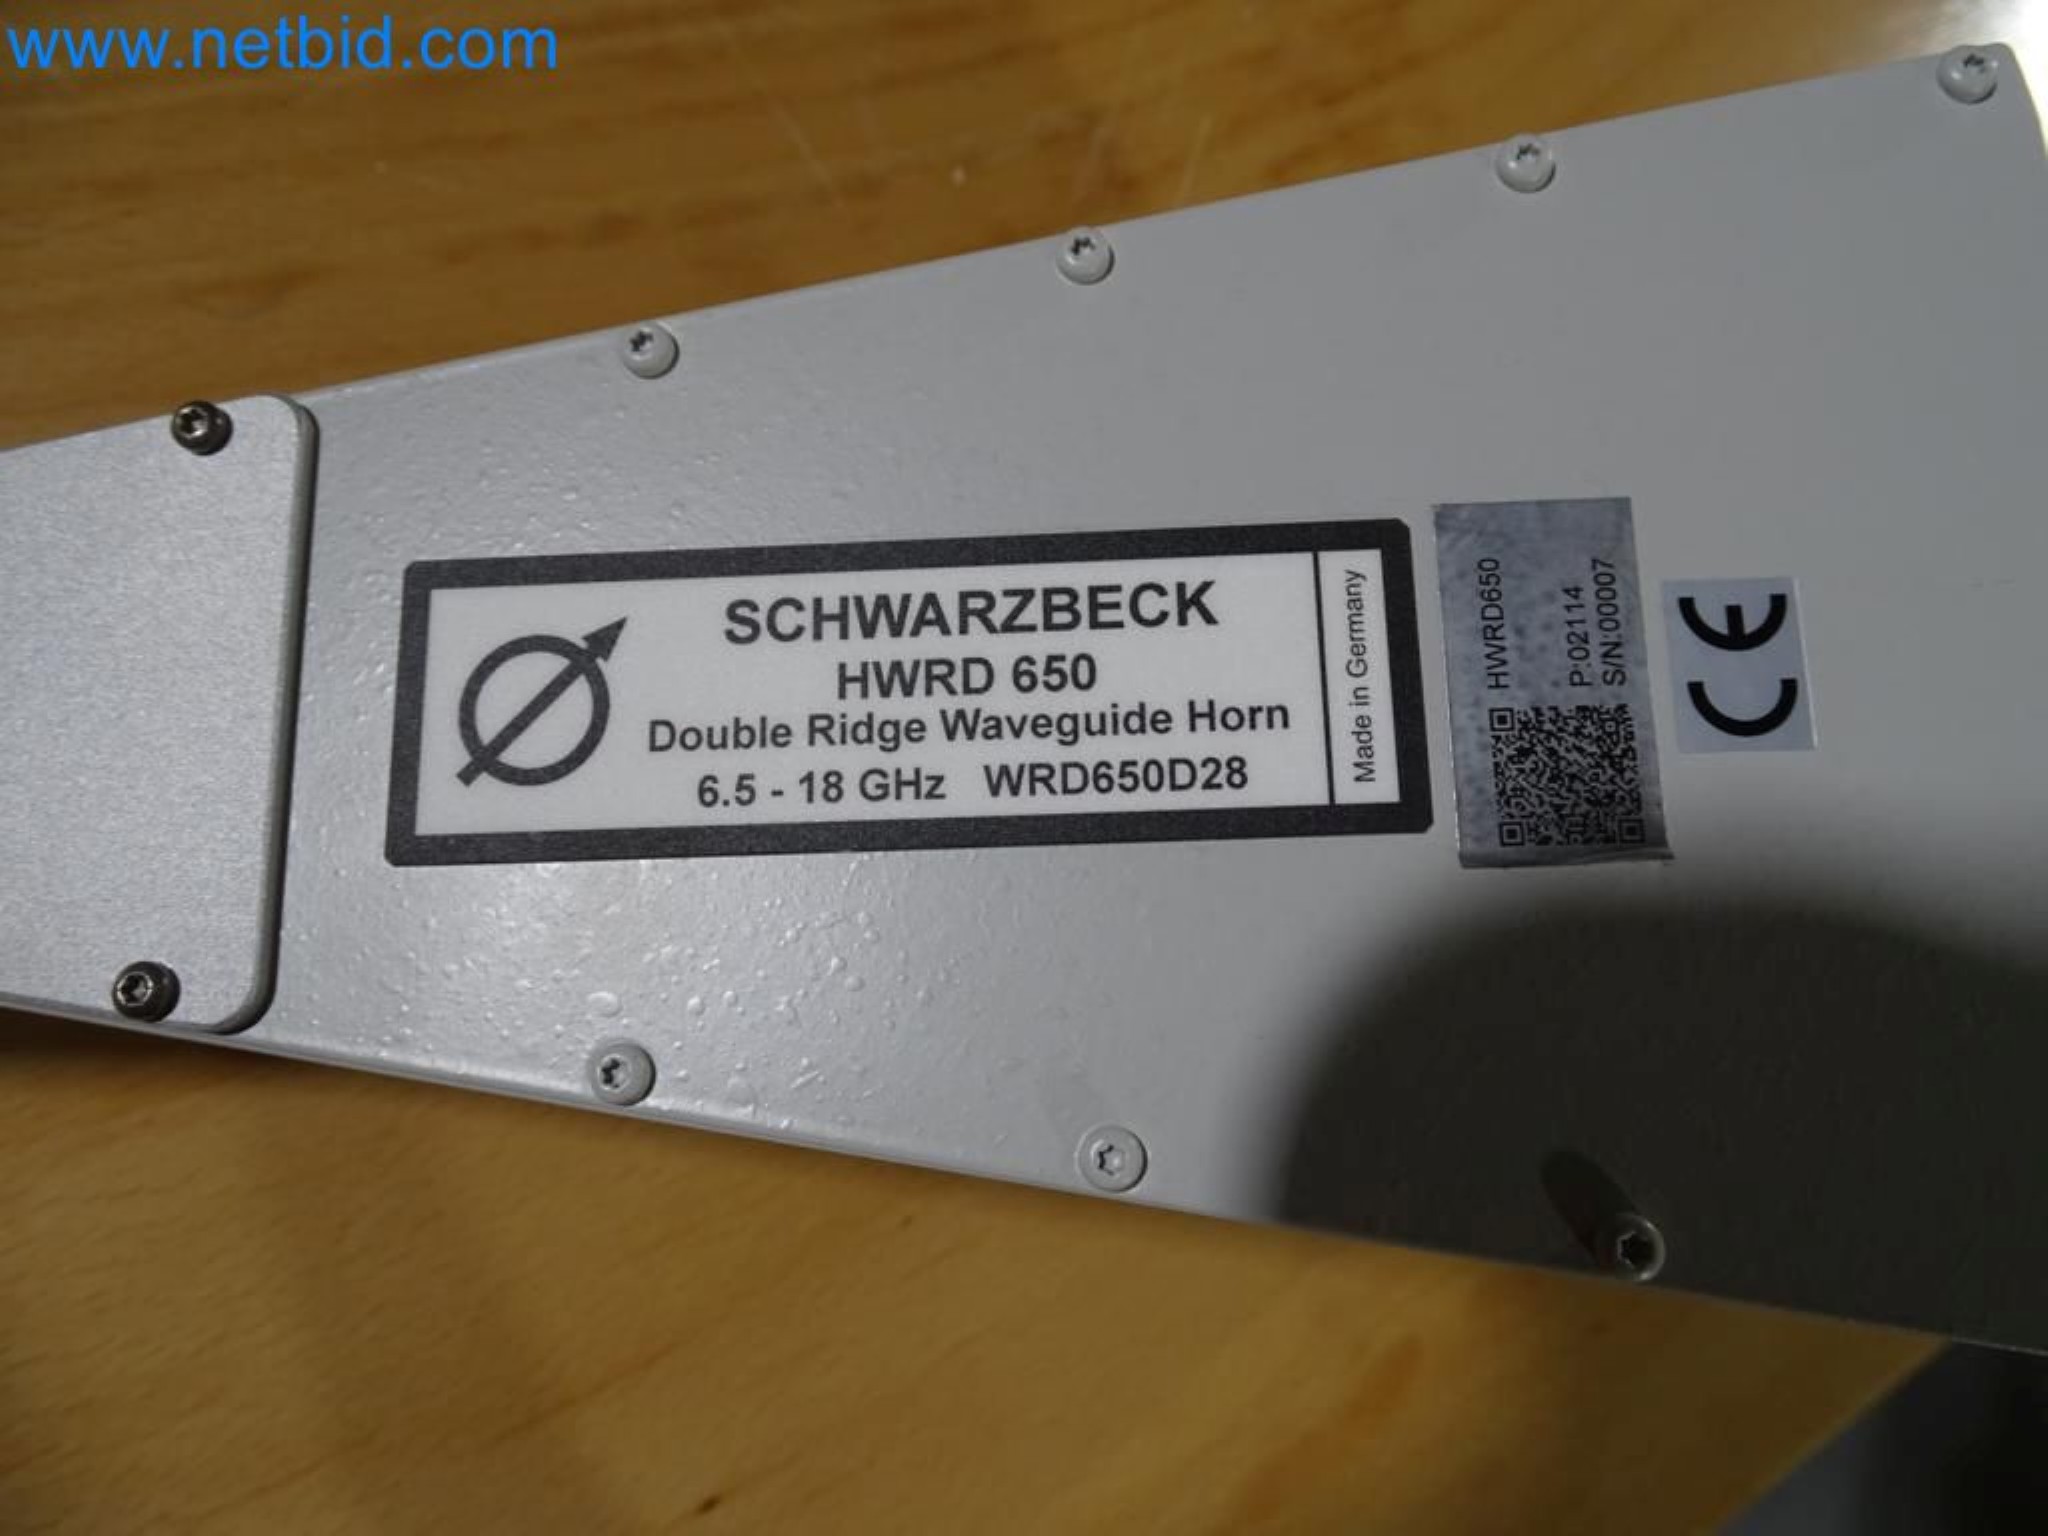 www.netbid.com
SCHWARZBECK
HWRD 650
Double Ridge Waveguide Horn
6.5 - 18 GHz WRD650D28
Made in Germany
HWRD650
P:02114
S/N:00007
CE